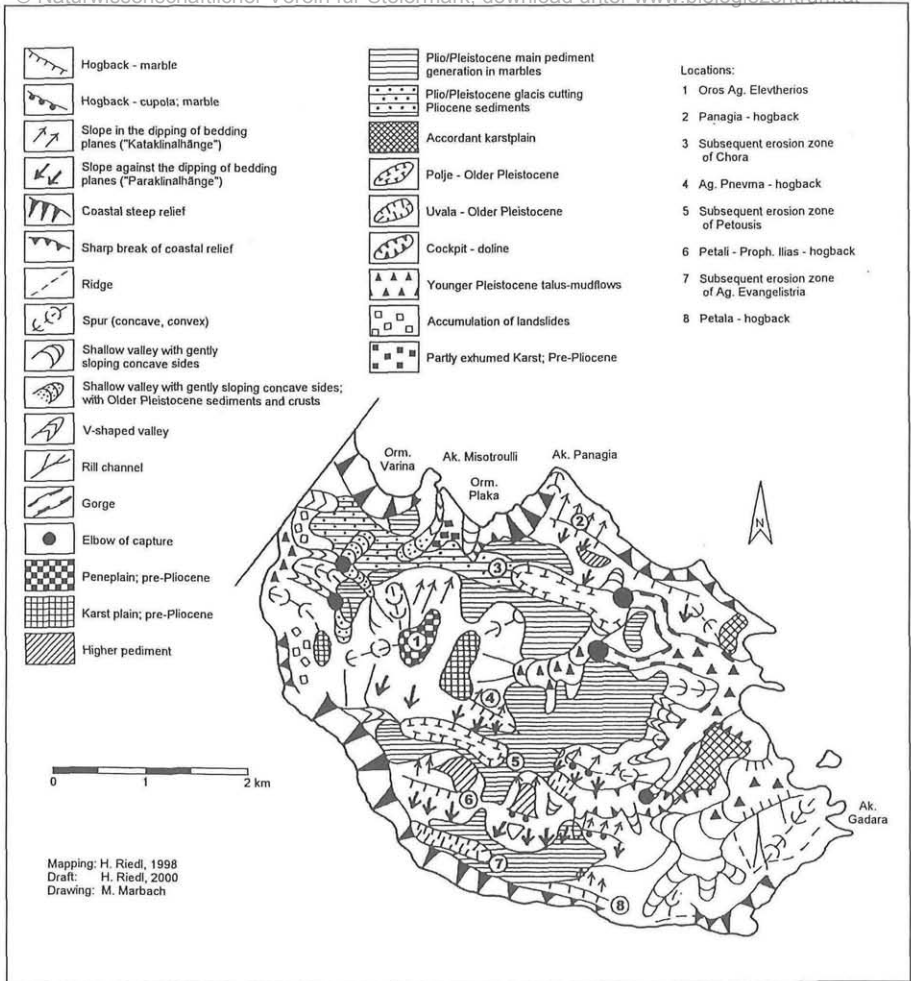 © Naturwissenschaftlicher Verein für Steiermark; download unter www.biologiezentrum.at
Hogback - marble
Hogback - cupola; marble
Slope in the dipping of bedding
planes ("Kataklinalhänge")
Slope against the dipping of bedding
planes ("Paraklinalhänge")
Coastal steep relief
Sharp break of coastal relief
Ridge
Spur (concave, convex)
Shallow valley with gently
sloping concave sides
Shallow valley with gently sloping concave sides;
with Older Pleistocene sediments and crusts
V-shaped valley
Rill channel
Gorge
Elbow of capture
Peneplain; pre-Pliocene
Karst plain; pre-Pliocene
Higher pediment
Plio/Pleistocene main pediment
generation in marbles
Plio/Pleistocene glacis cutting
Pliocene sediments
Accordant karstplain
Polje - Older Pleistocene
Uvala - Older Pleistocene
Cockpit - doline
Younger Pleistocene talus-mudflows
Accumulation of landslides
Partly exhumed Karst; Pre-Pliocene
Locations:
1 Oros Ag. Elevtherios
2 Panagia - hogback
3 Subsequent erosion zone
of Chora
4 Ag. Pnevma - hogback
5 Subsequent erosion zone
of Petousis
6 Petali - Proph. Ilias - hogback
7 Subsequent erosion zone
of Ag. Evangelistria
8 Petala - hogback
Orm.
Varina
Ak. Misotroulli
Orm.
Plaka
Ak. Panagia
N
2
3
1
4
5
6
7
8
Ak.
Gadara
0 1 2 km
Mapping: H. Riedl, 1998
Draft: H. Riedl, 2000
Drawing: M. Marbach